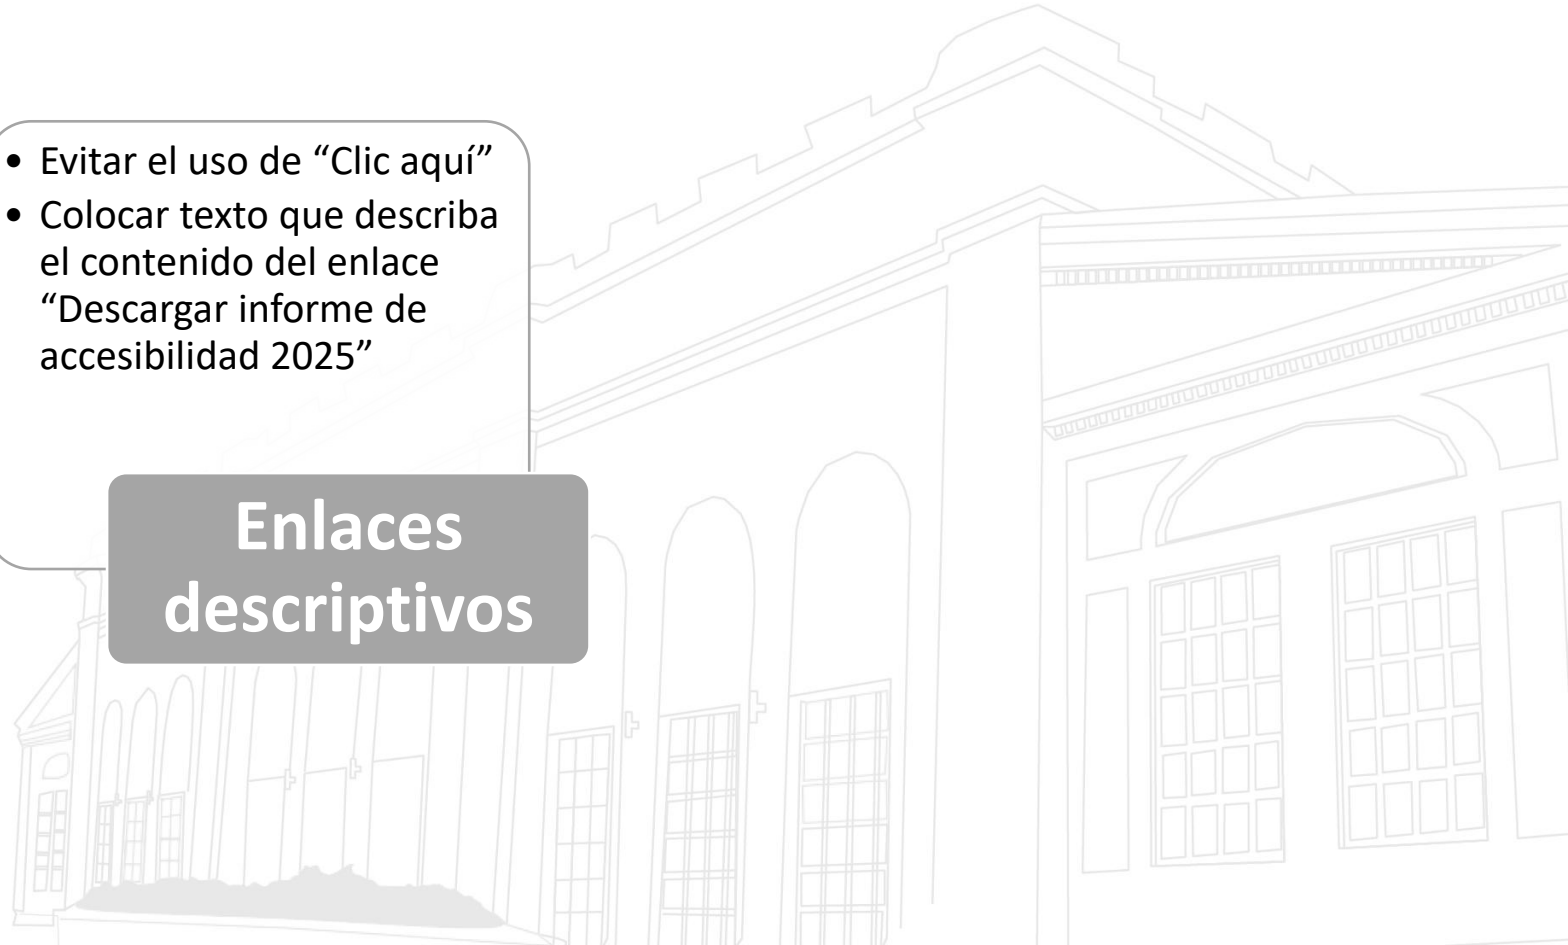 • Evitar el uso de “Clic aquí”
• Colocar texto que describa
el contenido del enlace
“Descargar informe de
accesibilidad 2025”
Enlaces
descriptivos